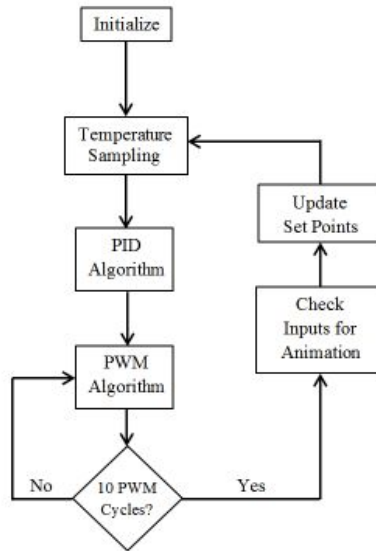 Initialize
Temperature
Sampling
PID
Algorithm
PWM
Algorithm
10 PWM
Cycles?
No
Yes
Check
Inputs for
Animation
Update
Set Points